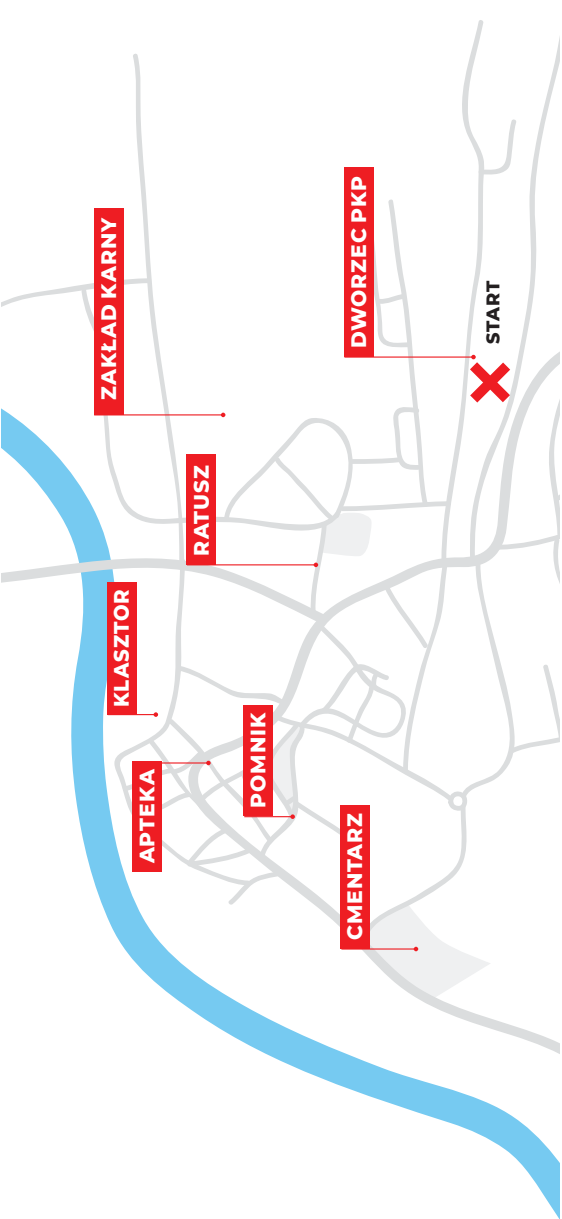 ZAKŁAD KARNY
DWORZEC PKP
START
RATUSZ
KLASZTOR
POMNIK
APTEKA
CMENTARZ